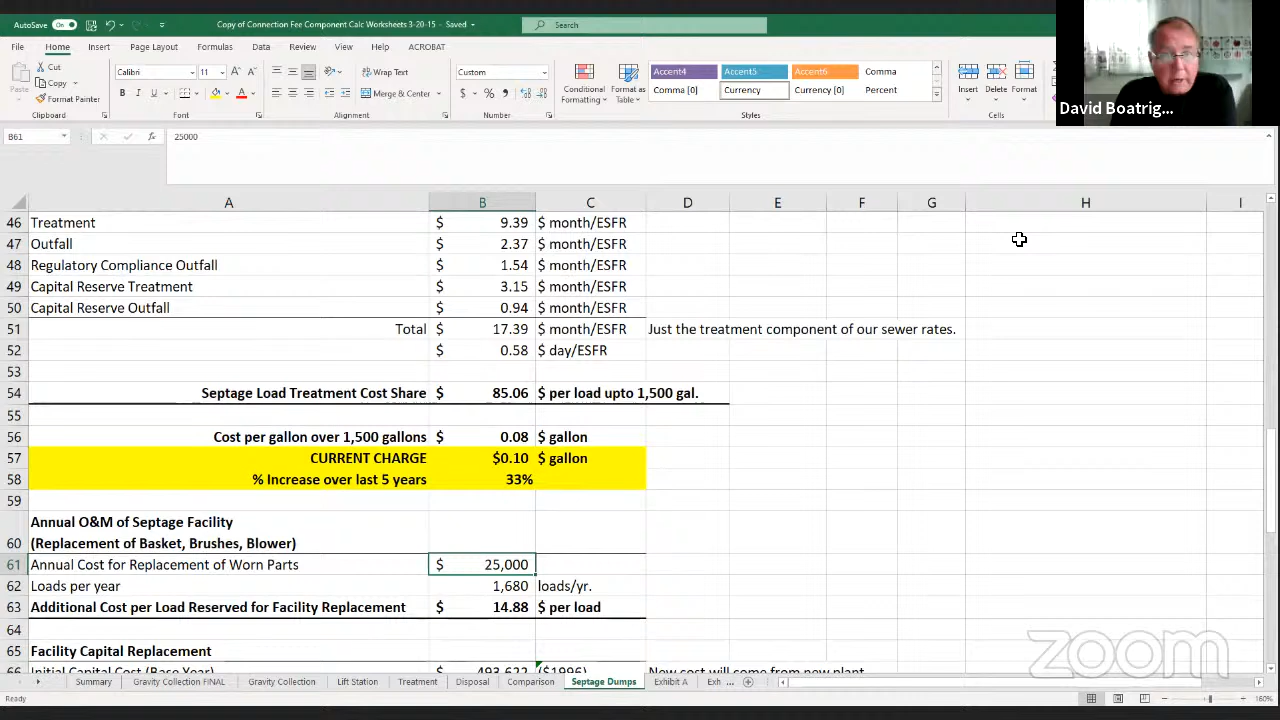 AutoSave On Copy of Connection Fee Component Calc Worksheets 3-20-15 - Saved Search
File Home Insert Page Layout Formulas Data Review View Help ACROBAT
Cut
Copy
Format Painter
Clipboard
Calibri 11
B I U
Font
Wrap Text
Merge & Center
Alignment
Custom
$ % ,
Number
Conditional Formatting
Format as Table
Accent4 Accent5 Accent6 Comma
Comma [0] Currency Currency [0] Percent
Styles
Insert Delete Format
Cells
David Boatrig...
B61 fx 25000
A B C D E F G H I
46 Treatment $ 9.39 $ month/ESFR
47 Outfall $ 2.37 $ month/ESFR
48 Regulatory Compliance Outfall $ 1.54 $ month/ESFR
49 Capital Reserve Treatment $ 3.15 $ month/ESFR
50 Capital Reserve Outfall $ 0.94 $ month/ESFR
51 Total $ 17.39 $ month/ESFR Just the treatment component of our sewer rates.
52 $ 0.58 $ day/ESFR
53
54 Septage Load Treatment Cost Share $ 85.06 $ per load upto 1,500 gal.
55
56 Cost per gallon over 1,500 gallons $ 0.08 $ gallon
57 CURRENT CHARGE $0.10 $ gallon
58 % Increase over last 5 years 33%
59
Annual O&M of Septage Facility
60 (Replacement of Basket, Brushes, Blower)
61 Annual Cost for Replacement of Worn Parts $ 25,000
62 Loads per year 1,680 loads/yr.
63 Additional Cost per Load Reserved for Facility Replacement $ 14.88 $ per load
64
65 Facility Capital Replacement
66 Initial Capital Cost (Base Year) $ 493,622 ($1996) New cost will come from new plant
zoom
Summary Gravity Collection FINAL Gravity Collection Lift Station Treatment Disposal Comparison Septage Dumps Exhibit A Exh ...
Ready 160%